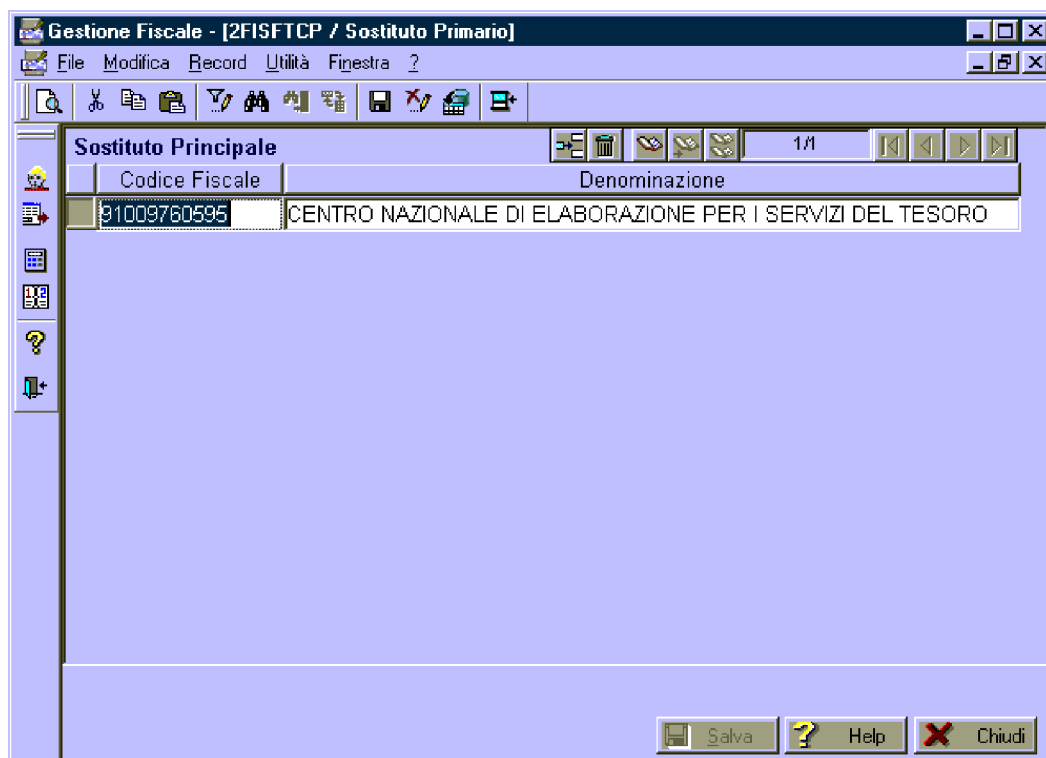 Gestione Fiscale - [2FISFTCP / Sostituto Primario]
File Modifica Record Utilità Finestra ?
Sostituto Principale 1/1
Codice Fiscale Denominazione
91009760595 CENTRO NAZIONALE DI ELABORAZIONE PER I SERVIZI DEL TESORO
Salva Help Chiudi